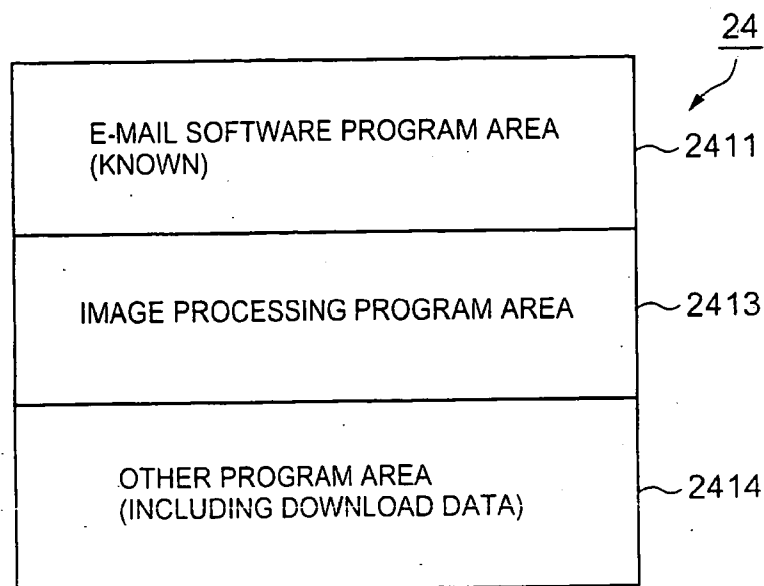 24
E-MAIL SOFTWARE PROGRAM AREA
(KNOWN)
2411
IMAGE PROCESSING PROGRAM AREA
2413
OTHER PROGRAM AREA
(INCLUDING DOWNLOAD DATA)
2414